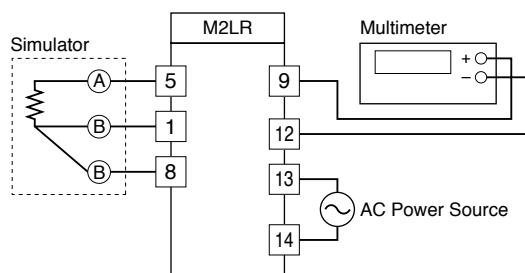 M2LR
Multimeter
Simulator
+
−
A
5
9
B
1
12
B
8
13
AC Power Source
14